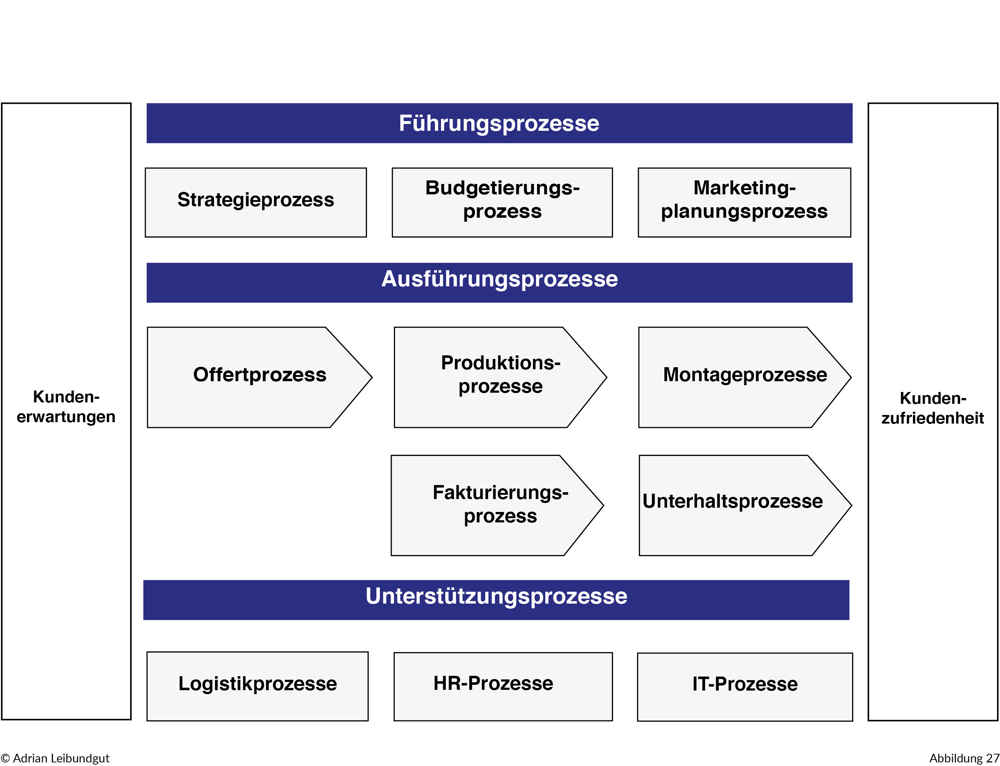 Führungsprozesse
Strategieprozess
Budgetierungs-
prozess
Marketing-
planungsprozess
Ausführungsprozesse
Offertprozess
Produktions-
prozesse
Montageprozesse
Kunden-
erwartungen
Kunden-
zufriedenheit
Fakturierungs-
prozess
Unterhaltsprozesse
Unterstützungsprozesse
Logistikprozesse
HR-Prozesse
IT-Prozesse
© Adrian Leibundgut
Abbildung 27